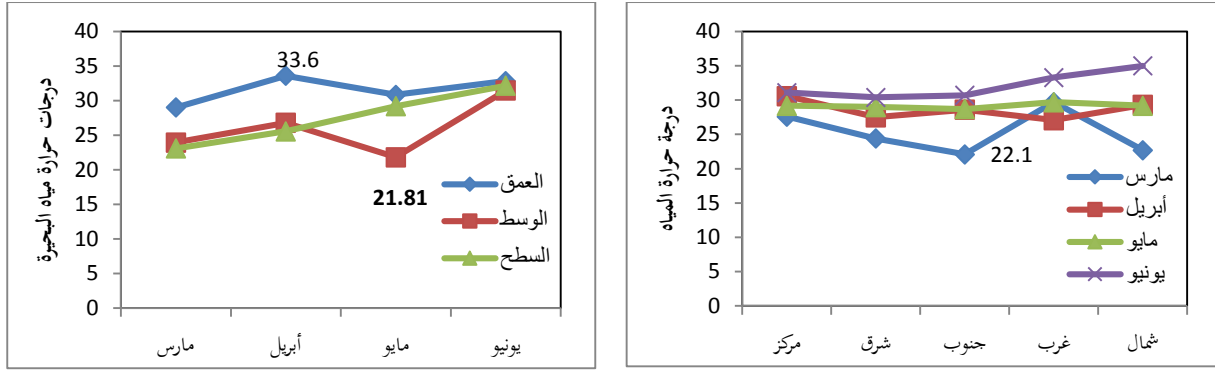 درجات حرارة مياه البحيرة
40
35
30
25
20
15
10
5
0
33.6
21.81
العمق
الوسط
السطح
مارس
أبريل
مايو
يونيو
درجة حرارة المياه
40
35
30
25
20
15
10
5
0
22.1
مارس
أبريل
مايو
يونيو
مركز
شرق
جنوب
غرب
شمال